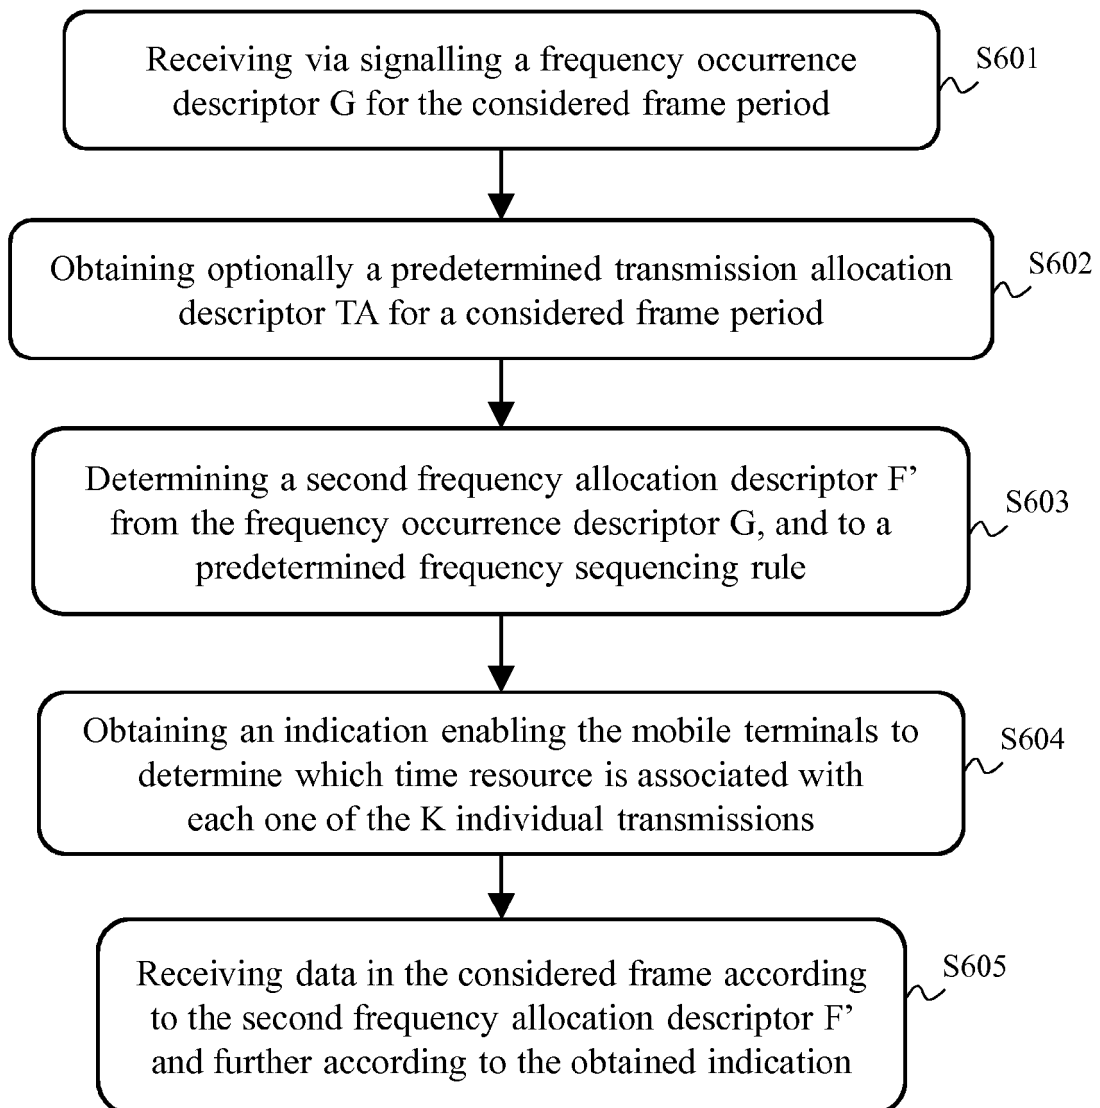 Receiving via signalling a frequency occurrence
descriptor G for the considered frame period
S601
Obtaining optionally a predetermined transmission allocation
descriptor TA for a considered frame period
S602
Determining a second frequency allocation descriptor F’
from the frequency occurrence descriptor G, and to a
predetermined frequency sequencing rule
S603
Obtaining an indication enabling the mobile terminals to
determine which time resource is associated with
each one of the K individual transmissions
S604
Receiving data in the considered frame according
to the second frequency allocation descriptor F’
and further according to the obtained indication
S605